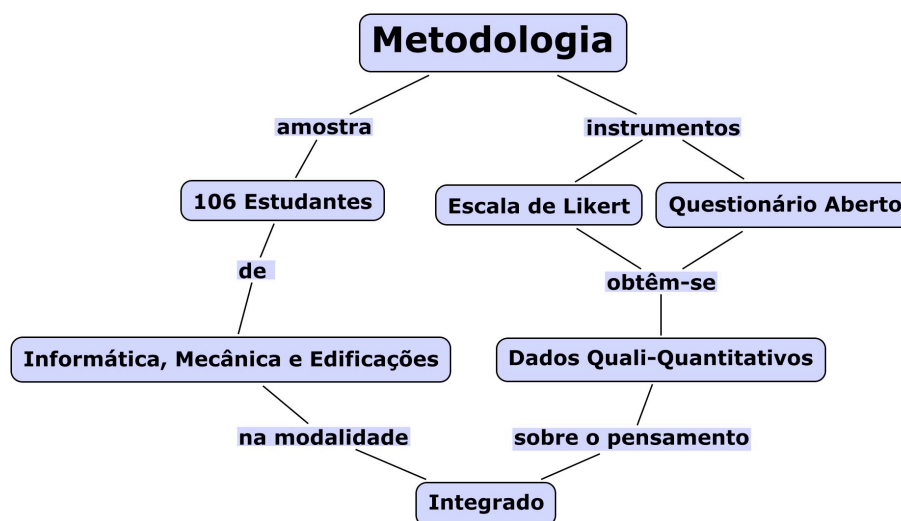 Metodologia
amostra
instrumentos
106 Estudantes
Escala de Likert
Questionário Aberto
de
obtêm-se
Informática, Mecânica e Edificações
Dados Quali-Quantitativos
na modalidade
sobre o pensamento
Integrado